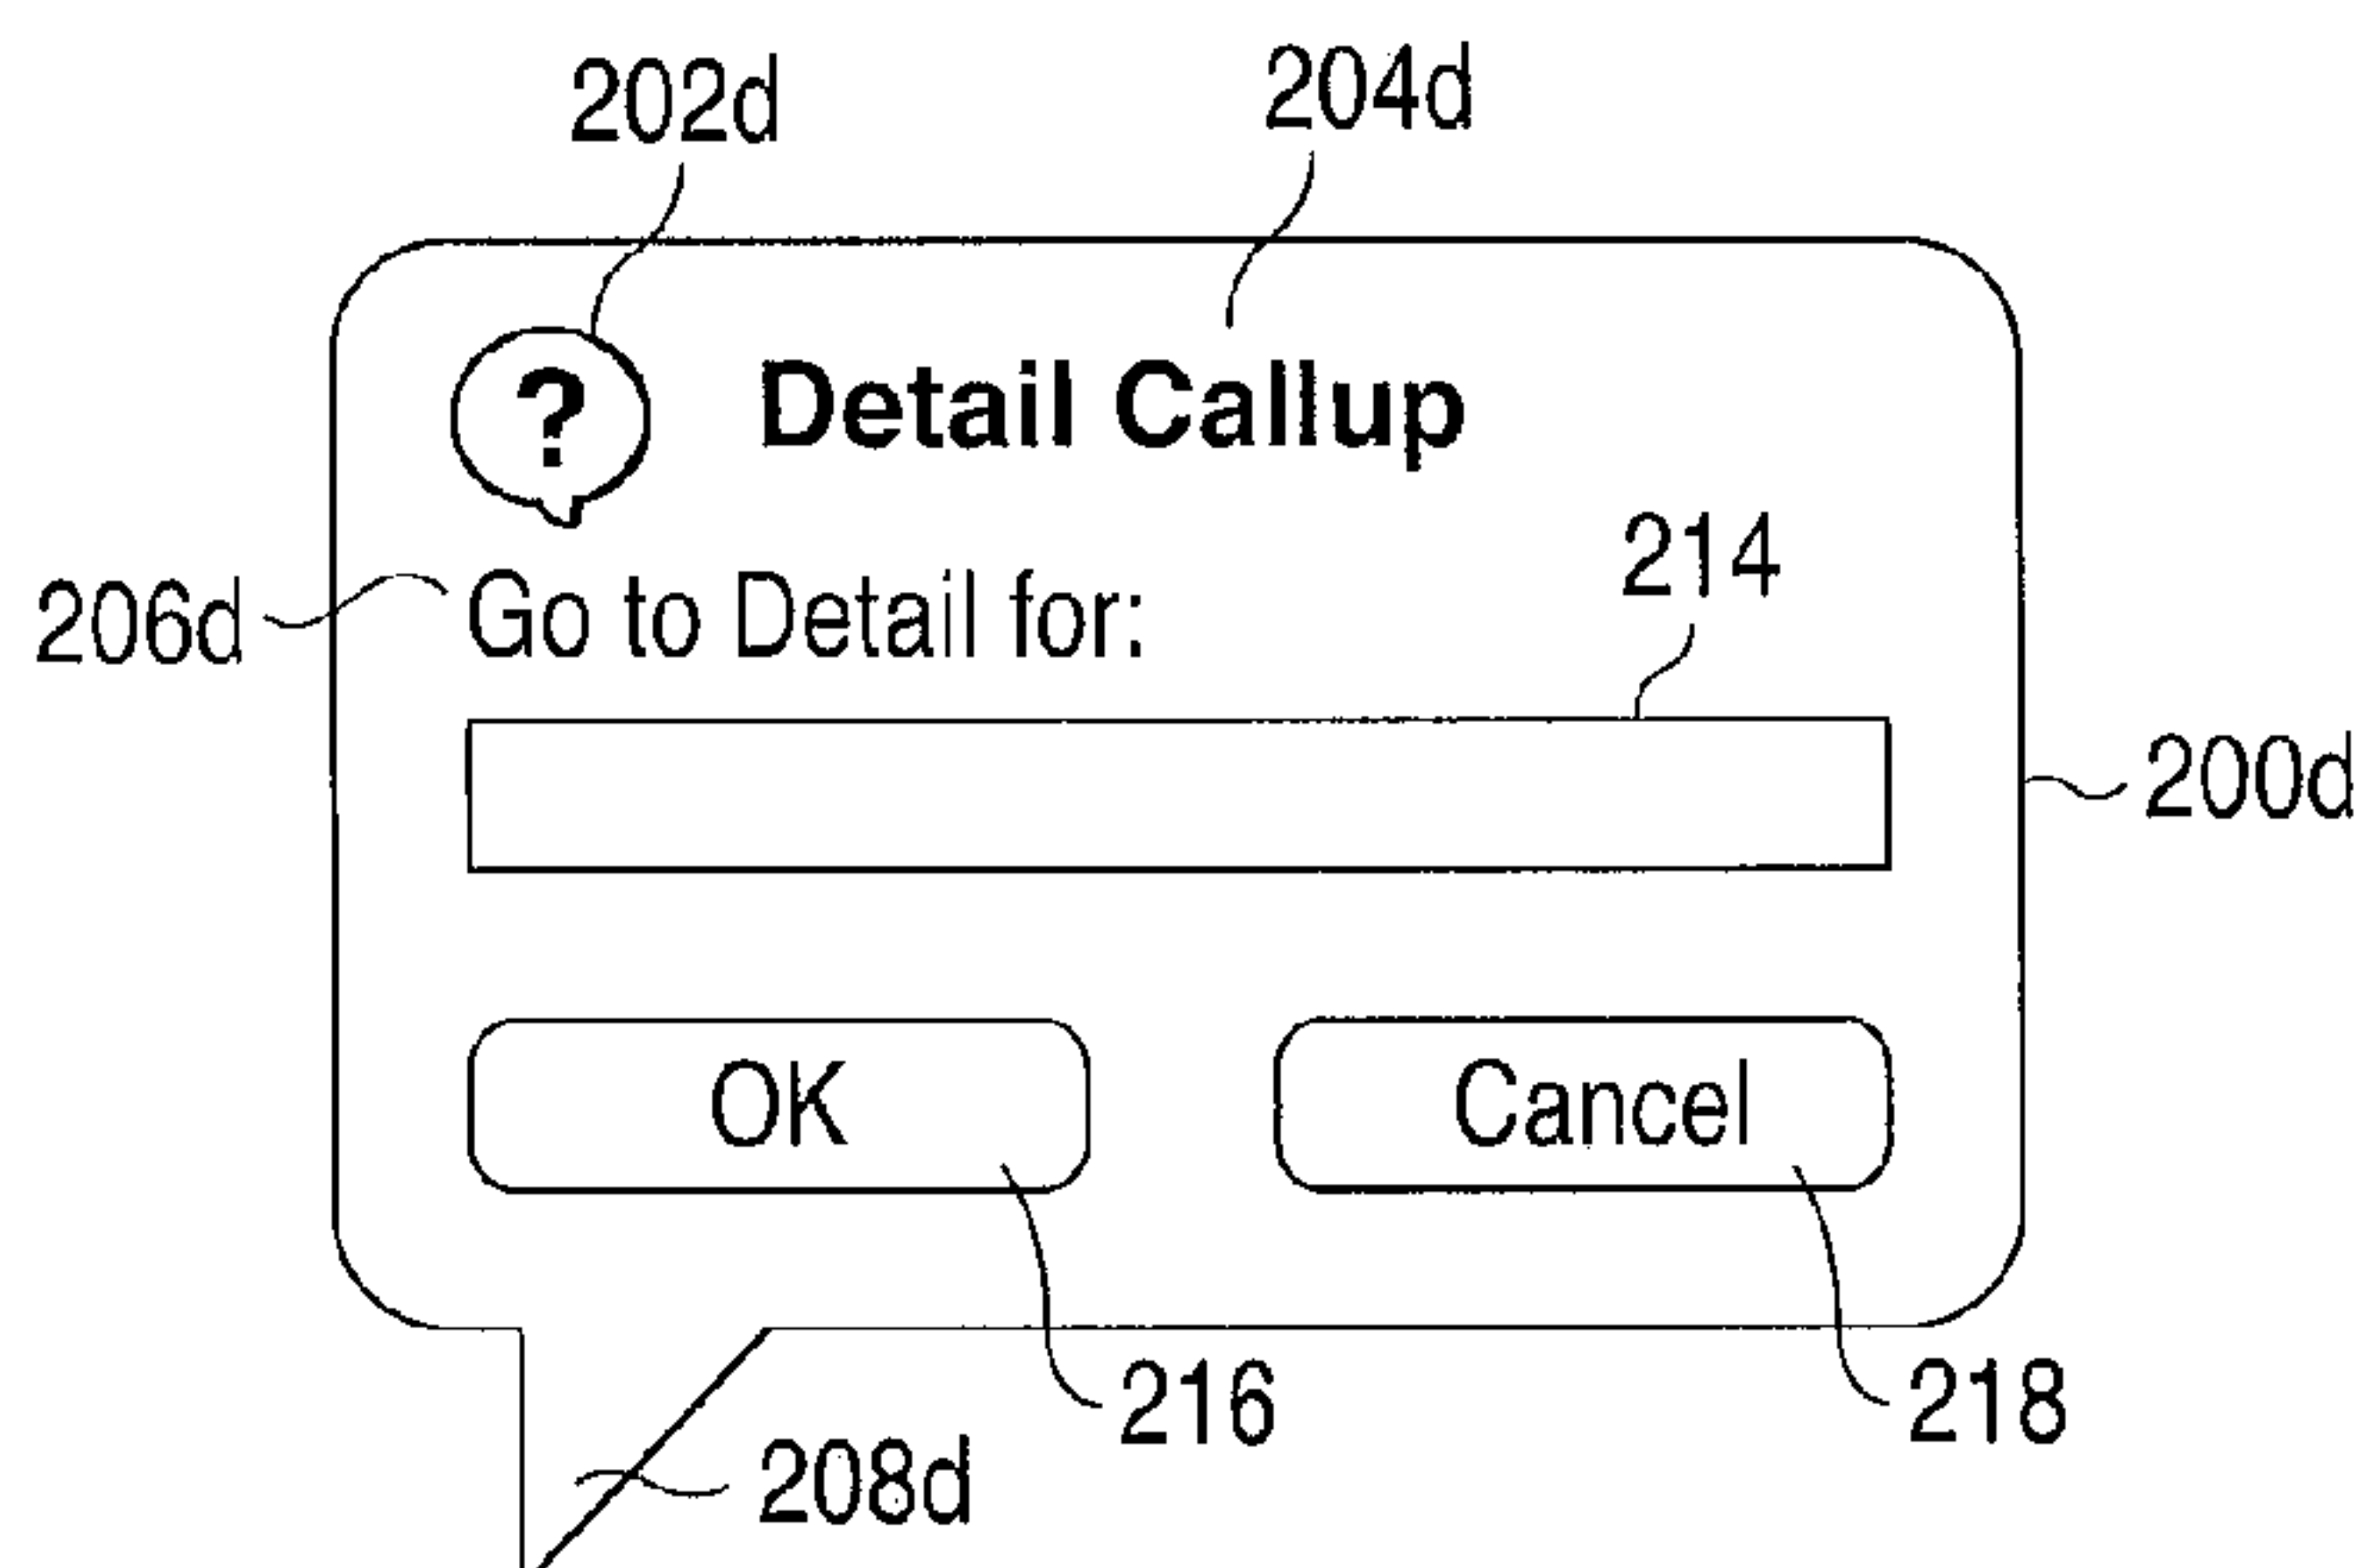 202d
204d
? Detail Callup
214
206d
Go to Detail for:
200d
OK
Cancel
216
218
208d